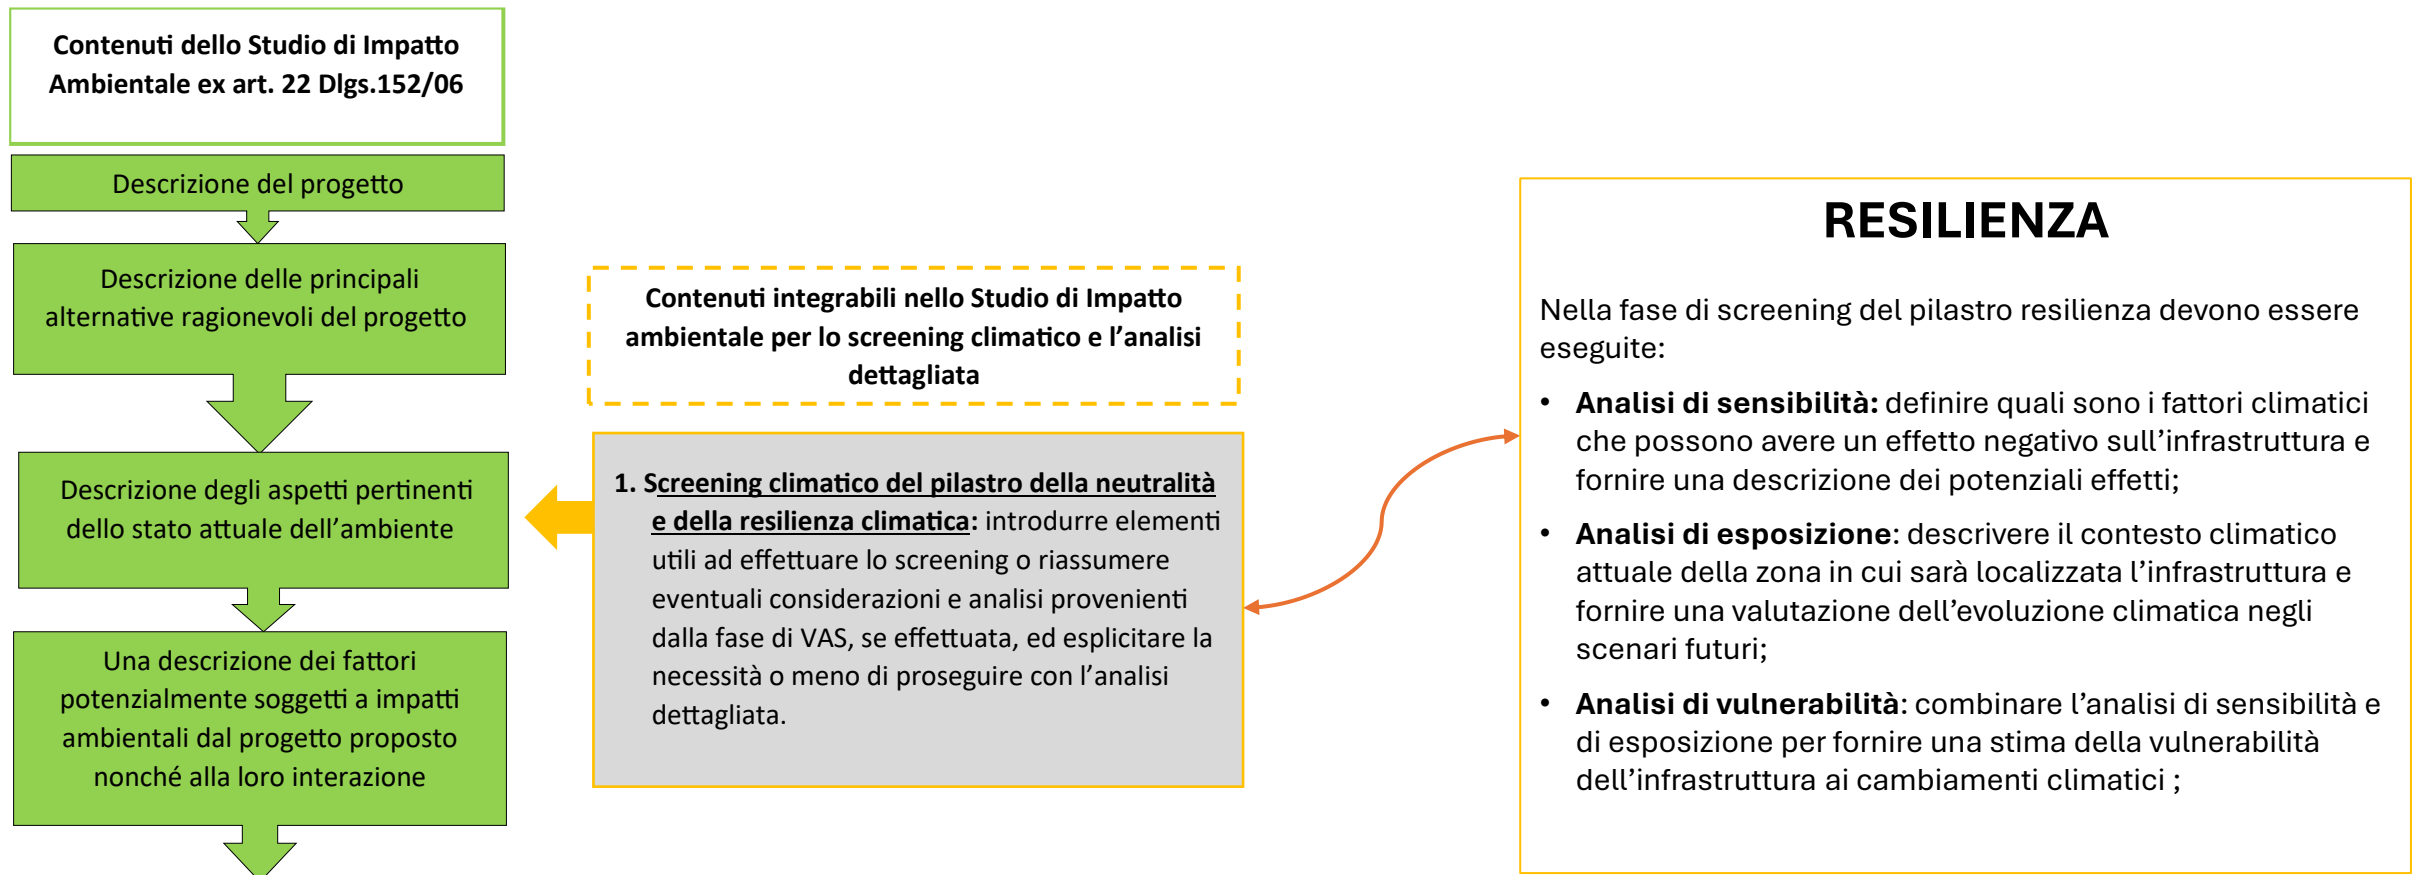 Contenuti dello Studio di Impatto
Ambientale ex art. 22 Dlgs.152/06
Descrizione del progetto
Descrizione delle principali
alternative ragionevoli del progetto
Descrizione degli aspetti pertinenti
dello stato attuale dell’ambiente
Una descrizione dei fattori
potenzialmente soggetti a impatti
ambientali dal progetto proposto
nonché alla loro interazione
Contenuti integrabili nello Studio di Impatto
ambientale per lo screening climatico e l’analisi
dettagliata
1. Screening climatico del pilastro della neutralità
e della resilienza climatica: introdurre elementi
utili ad effettuare lo screening o riassumere
eventuali considerazioni e analisi provenienti
dalla fase di VAS, se effettuata, ed esplicitare la
necessità o meno di proseguire con l’analisi
dettagliata.
RESILIENZA
Nella fase di screening del pilastro resilienza devono essere
eseguite:
• Analisi di sensibilità: definire quali sono i fattori climatici
che possono avere un effetto negativo sull’infrastruttura e
fornire una descrizione dei potenziali effetti;
• Analisi di esposizione: descrivere il contesto climatico
attuale della zona in cui sarà localizzata l’infrastruttura e
fornire una valutazione dell’evoluzione climatica negli
scenari futuri;
• Analisi di vulnerabilità: combinare l’analisi di sensibilità e
di esposizione per fornire una stima della vulnerabilità
dell’infrastruttura ai cambiamenti climatici ;